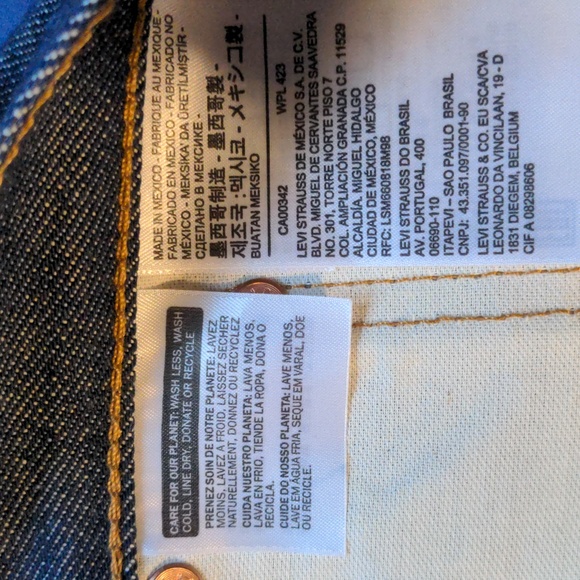 MADE IN MEXICO - FABRIQUE AU MEXIQUE -
FABRICADO EN MÉXICO - FABRICADO NO
MÉXICO - MEKSİKA'DA ÜRETİLMİŞTİR -
СДЕЛАНО В МЕКСИКЕ -
墨西哥制造 - 墨西哥製 -
제조국 : 멕시코 - メキシコ製 -
BUATAN MEKSIKO
CA00342 WPL 423
LEVI STRAUSS DE MÉXICO S.A. DE C.V.
BLVD. MIGUEL DE CERVANTES SAAVEDRA
NO. 301, TORRE NORTE PISO 7
COL. AMPLIACIÓN GRANADA C.P. 11529
ALCALDÍA. MIGUEL HIDALGO
CIUDAD DE MÉXICO, MÉXICO
RFC: LSM680818M98
LEVI STRAUSS DO BRASIL
AV. PORTUGAL, 400
06690-110
ITAPEVI - SAO PAULO BRASIL
CNPJ: 43.351.097/0001-90
LEVI STRAUSS & CO. EU SCA/CVA
LEONARDO DA VINCILAAN, 19 - D
1831 DIEGEM, BELGIUM
CIF A 08298606
CARE FOR OUR PLANET: WASH LESS, WASH
COLD, LINE DRY, DONATE OR RECYCLE
PRENEZ SOIN DE NOTRE PLANETE: LAVEZ
MOINS, LAVEZ À FROID, LAISSEZ SECHER
NATURELLEMENT, DONNEZ OU RECYCLEZ
CUIDA NUESTRO PLANETA: LAVA MENOS,
LAVA EN FRIO, TIENDE LA ROPA, DONA O
RECICLA.
CUIDE DO NOSSO PLANETA: LAVE MENOS,
LAVE EM ÁGUA FRIA, SEQUE EM VARAL, DOE
OU RECICLE.